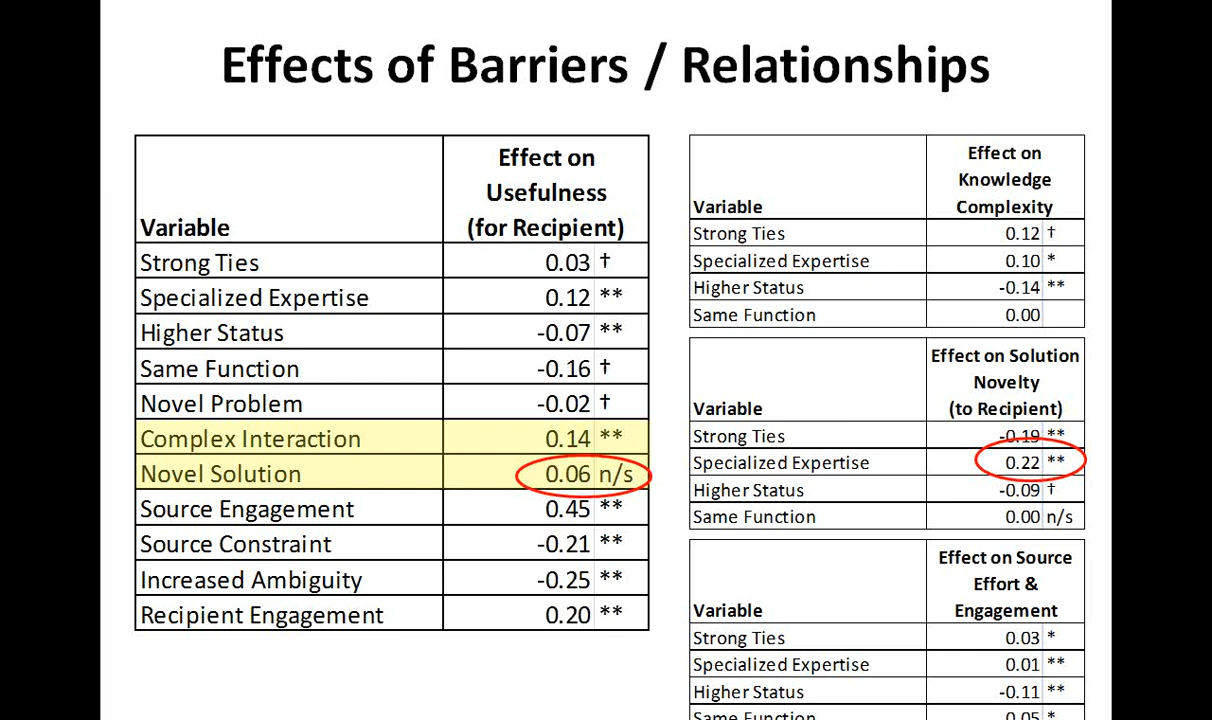 Effects of Barriers / Relationships
Effect on
Usefulness
Variable (for Recipient)
Strong Ties 0.03 †
Specialized Expertise 0.12 **
Higher Status -0.07 **
Same Function -0.16 †
Novel Problem -0.02 †
Complex Interaction 0.14 **
Novel Solution 0.06 n/s
Source Engagement 0.45 **
Source Constraint -0.21 **
Increased Ambiguity -0.25 **
Recipient Engagement 0.20 **
Effect on
Knowledge
Variable Complexity
Strong Ties 0.12 †
Specialized Expertise 0.10 *
Higher Status -0.14 **
Same Function 0.00
Effect on Solution
Novelty
Variable (to Recipient)
Strong Ties -0.19 **
Specialized Expertise 0.22 **
Higher Status -0.09 †
Same Function 0.00 n/s
Effect on Source
Effort &
Variable Engagement
Strong Ties 0.03 *
Specialized Expertise 0.01 **
Higher Status -0.11 **
Same Function 0.05 *